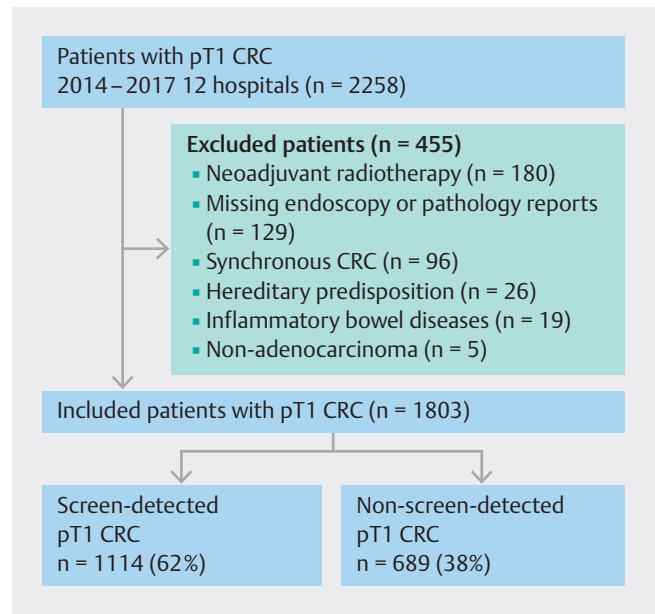 Patients with pT1 CRC
2014–2017 12 hospitals (n = 2258)
Excluded patients (n = 455)
▪ Neoadjuvant radiotherapy (n = 180)
▪ Missing endoscopy or pathology reports
(n = 129)
▪ Synchronous CRC (n = 96)
▪ Hereditary predisposition (n = 26)
▪ Inflammatory bowel diseases (n = 19)
▪ Non-adenocarcinoma (n = 5)
Included patients with pT1 CRC (n = 1803)
Screen-detected
pT1 CRC
n = 1114 (62%)
Non-screen-detected
pT1 CRC
n = 689 (38%)